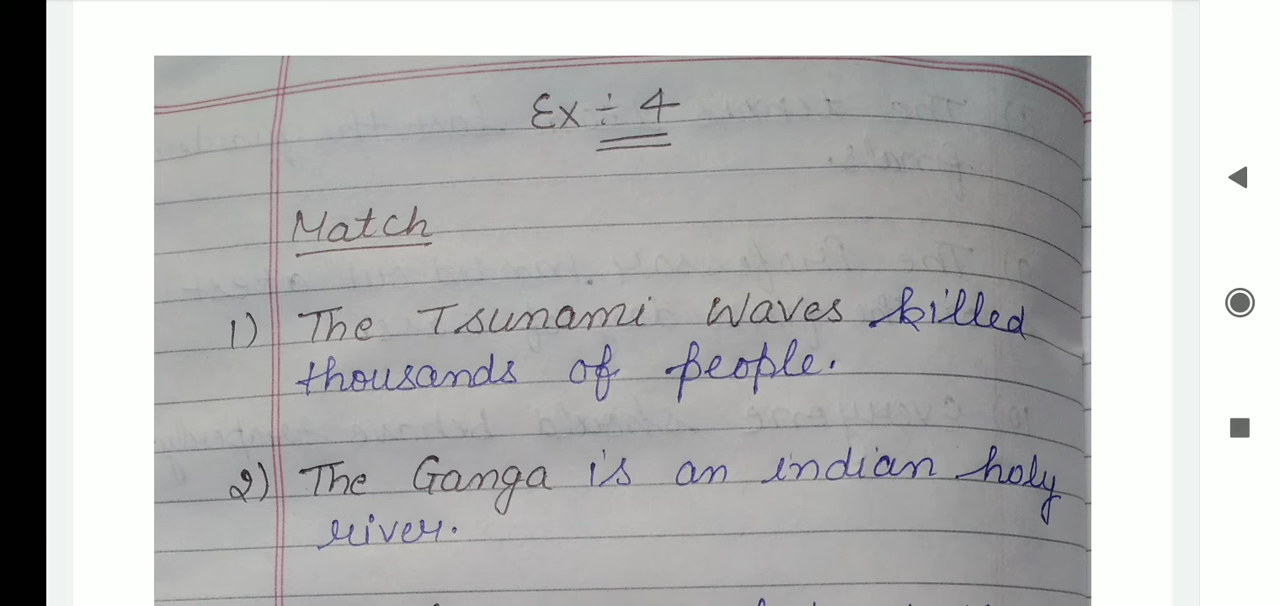 Ex ÷ 4
Match
1) The Tsunami waves killed
thousands of people.
2) The Ganga is an indian holy
river.